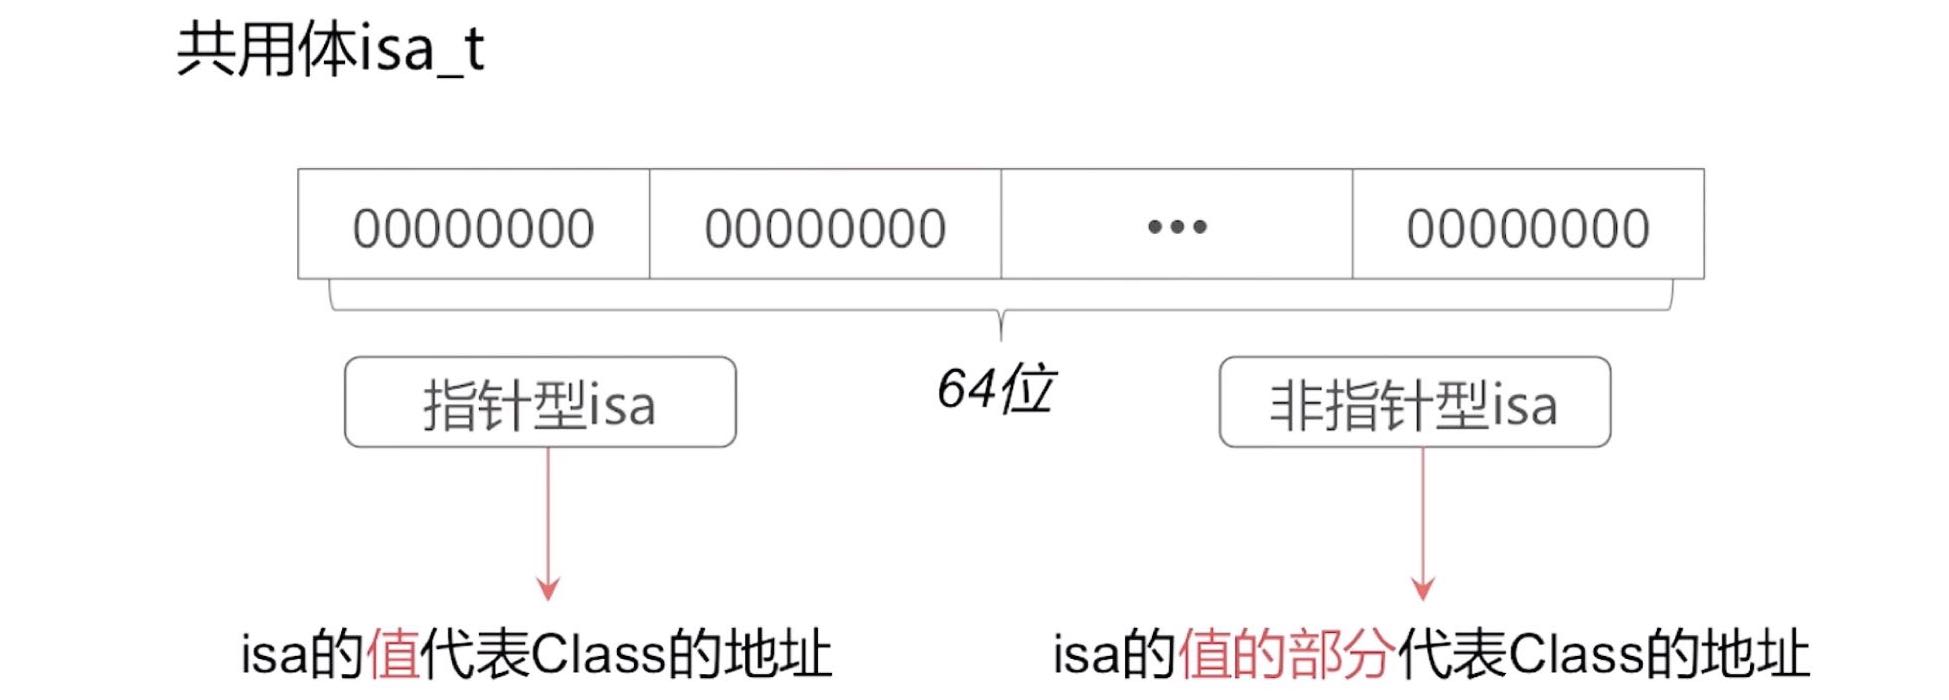 共用体isa_t
00000000 00000000 ••• 00000000
64位
指针型isa 非指针型isa
isa的值代表Class的地址 isa的值的部分代表Class的地址